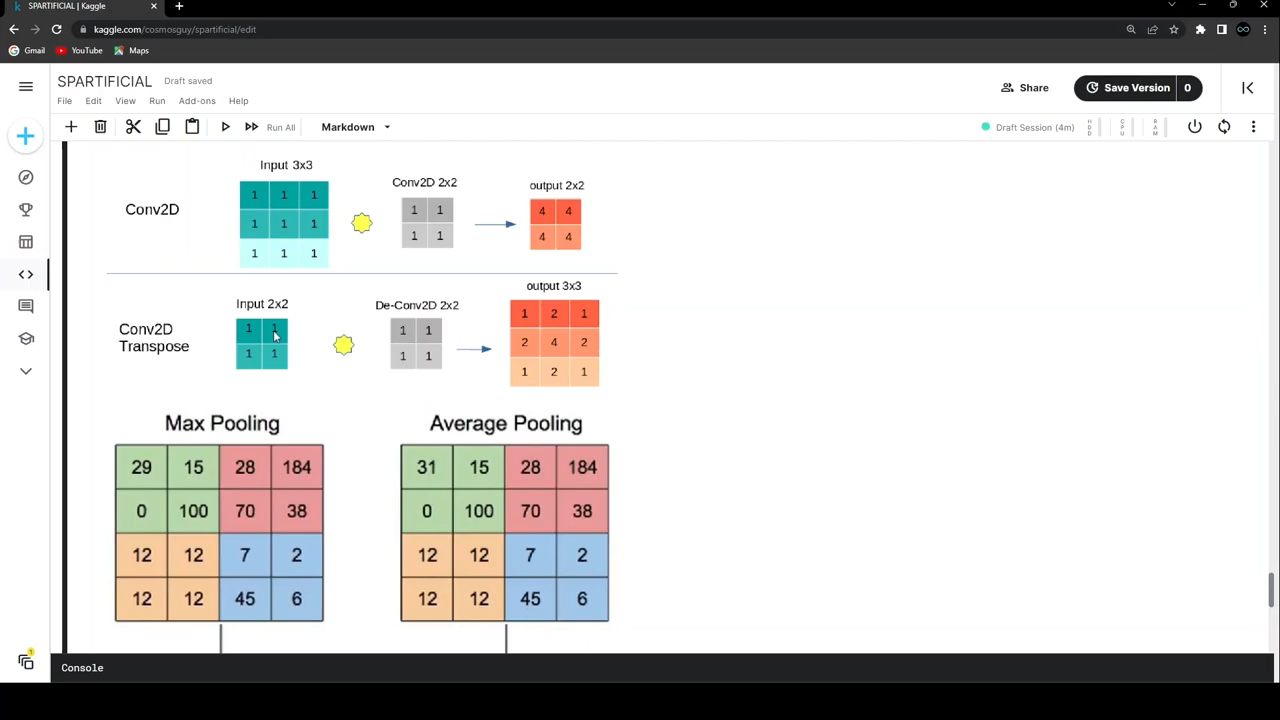 SPARTIFICIAL | Kaggle
kaggle.com/cosmosguy/spartificial/edit
Gmail YouTube Maps
SPARTIFICIAL Draft saved
File Edit View Run Add-ons Help
Share
Save Version 0
Run All Markdown
Draft Session (4m) HDD CPU RAM
Conv2D
Input 3x3
1 1 1
1 1 1
1 1 1
Conv2D 2x2
1 1
1 1
output 2x2
4 4
4 4
Conv2D
Transpose
Input 2x2
1 1
1 1
De-Conv2D 2x2
1 1
1 1
output 3x3
1 2 1
2 4 2
1 2 1
Max Pooling
29 15 28 184
0 100 70 38
12 12 7 2
12 12 45 6
Average Pooling
31 15 28 184
0 100 70 38
12 12 7 2
12 12 45 6
1
Console